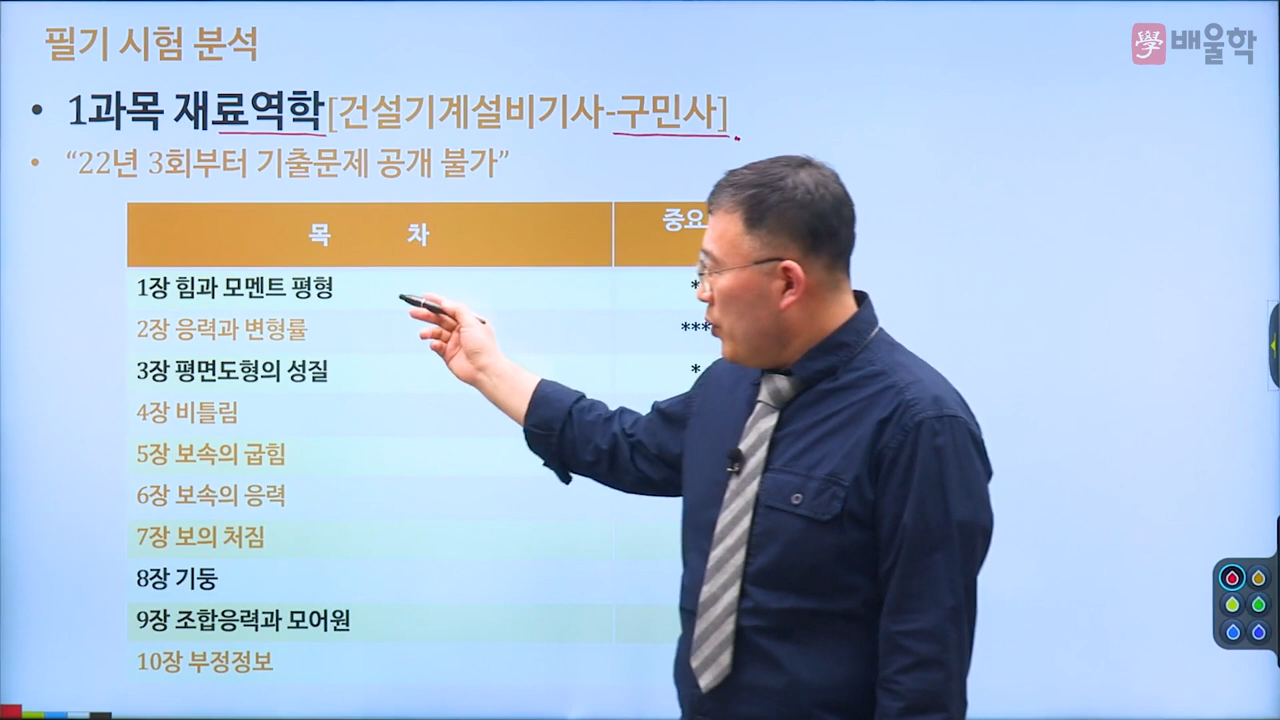 필기 시험 분석
學 배울학
• 1과목 재료역학[건설기계설비기사-구민사]
• “22년 3회부터 기출문제 공개 불가”
목 차 중요
1장 힘과 모멘트 평형 *
2장 응력과 변형률 ***
3장 평면도형의 성질 *
4장 비틀림
5장 보속의 굽힘
6장 보속의 응력
7장 보의 처짐
8장 기둥
9장 조합응력과 모어원
10장 부정정보